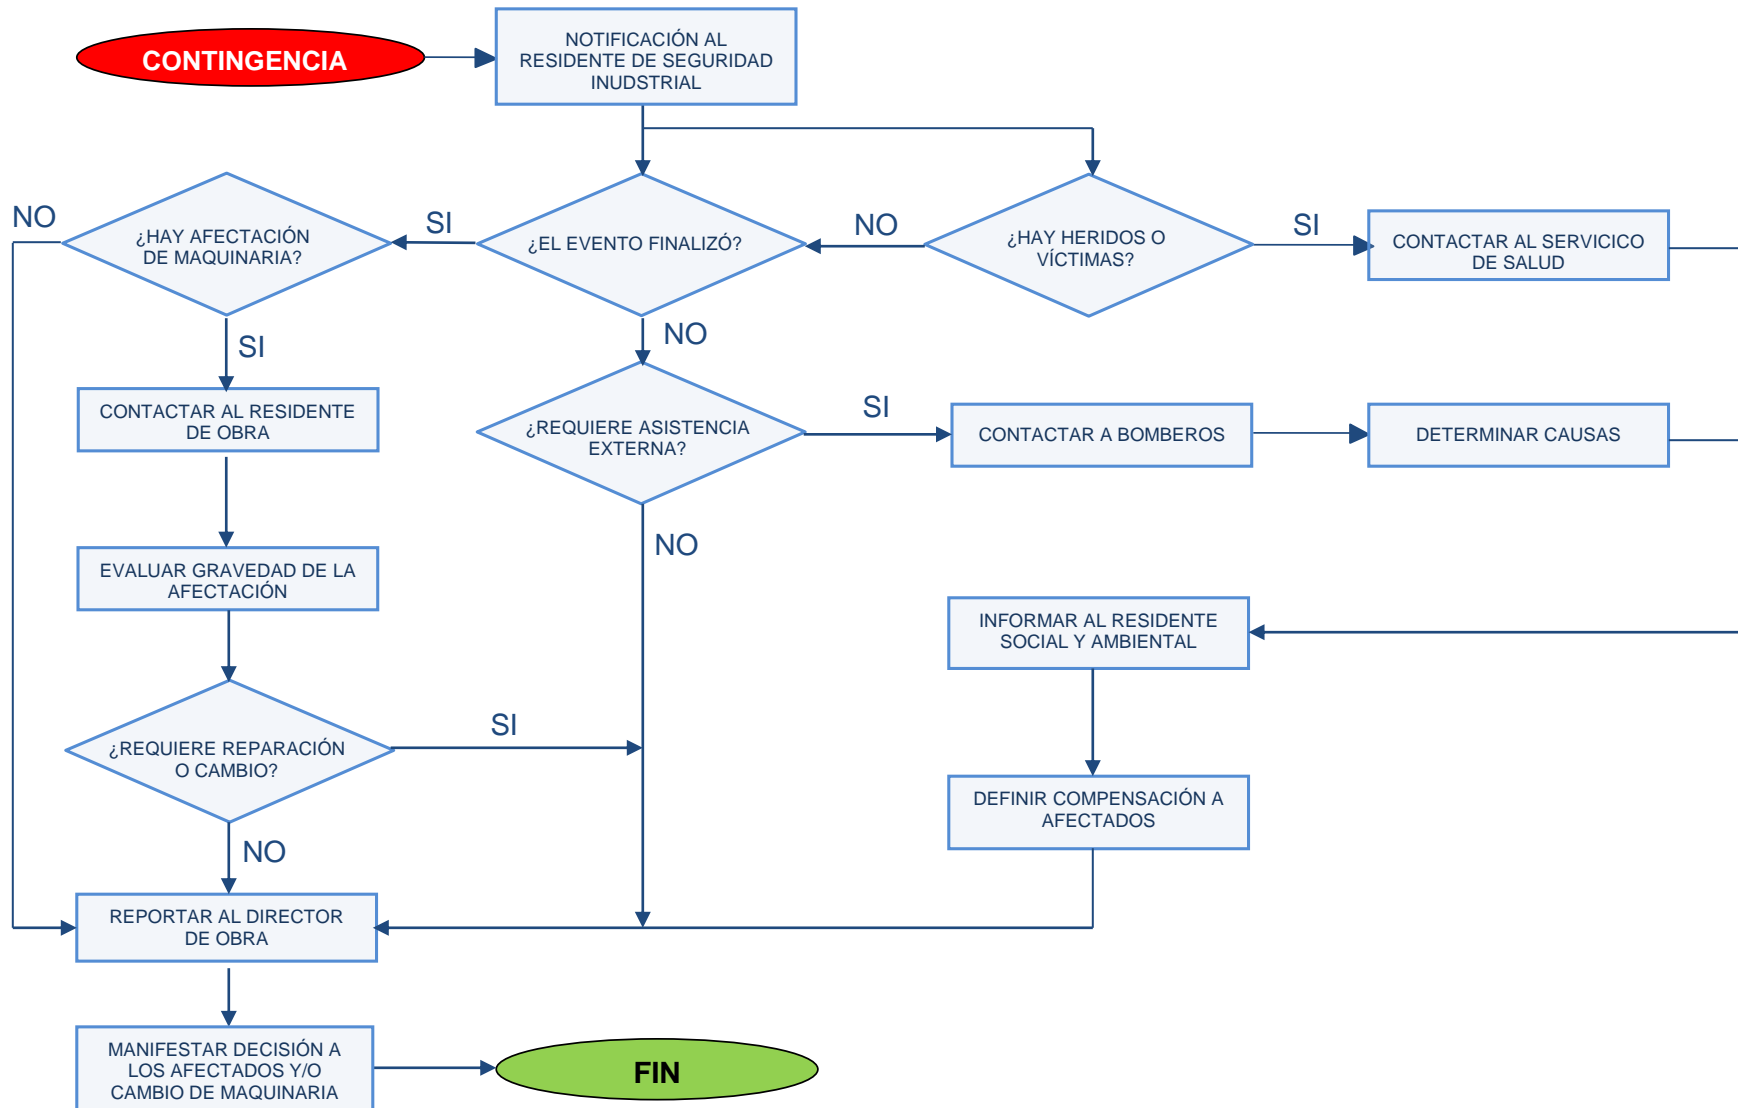 CONTINGENCIA
NOTIFICACIÓN AL
RESIDENTE DE SEGURIDAD
INUDSTRIAL
NO
¿HAY AFECTACIÓN
DE MAQUINARIA?
SI
¿EL EVENTO FINALIZÓ?
NO
¿HAY HERIDOS O
VÍCTIMAS?
SI
CONTACTAR AL SERVICICO
DE SALUD
SI
NO
CONTACTAR AL RESIDENTE
DE OBRA
¿REQUIERE ASISTENCIA
EXTERNA?
SI
CONTACTAR A BOMBEROS
DETERMINAR CAUSAS
NO
EVALUAR GRAVEDAD DE LA
AFECTACIÓN
INFORMAR AL RESIDENTE
SOCIAL Y AMBIENTAL
¿REQUIERE REPARACIÓN
O CAMBIO?
SI
DEFINIR COMPENSACIÓN A
AFECTADOS
NO
REPORTAR AL DIRECTOR
DE OBRA
MANIFESTAR DECISIÓN A
LOS AFECTADOS Y/O
CAMBIO DE MAQUINARIA
FIN